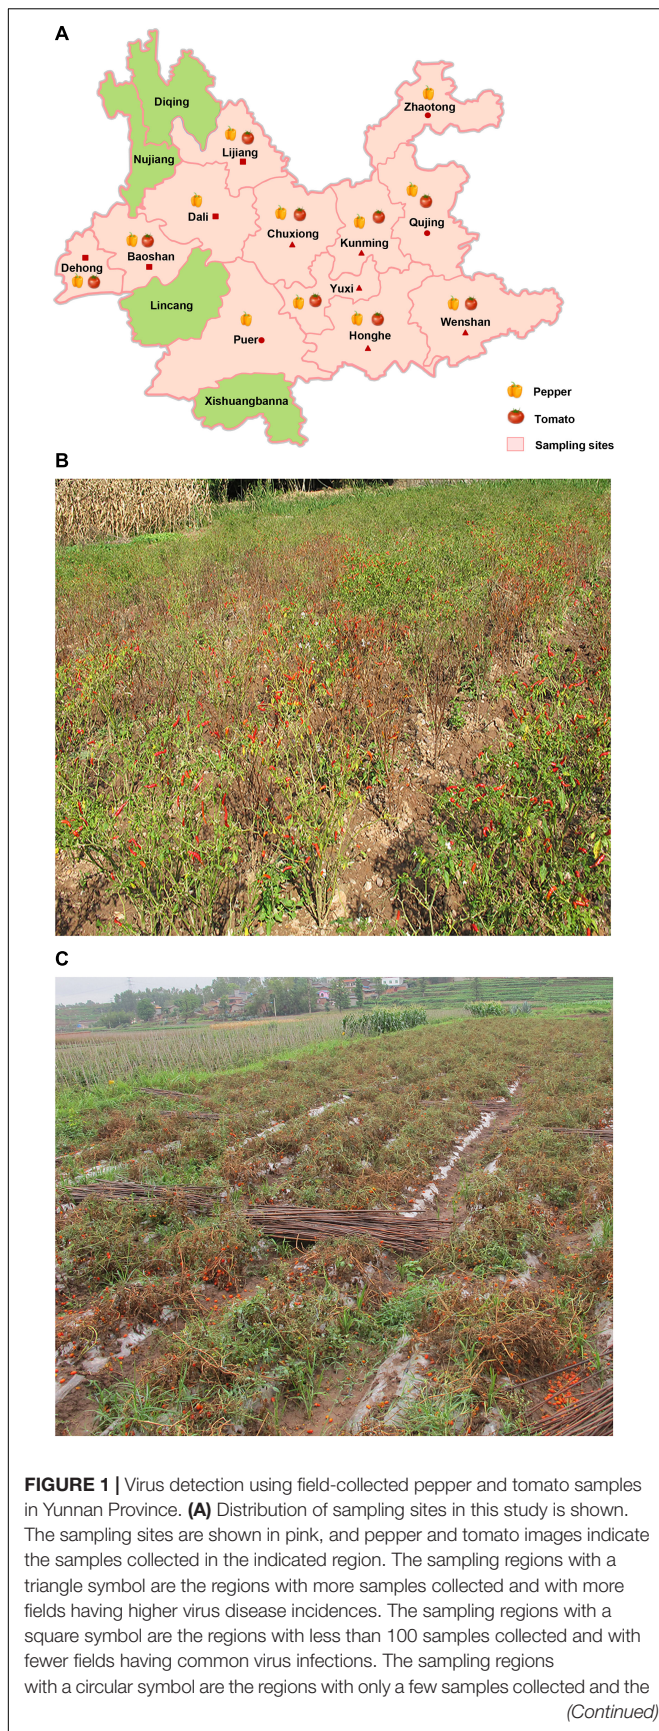 A
Diqing
Zhaotong
Lijiang
Nujiang
Dali
Qujing
Chuxiong
Kunming
Baoshan
Dehong
Yuxi
Lincang
Wenshan
Puer
Honghe
Xishuangbanna
Pepper
Tomato
Sampling sites
B
C
FIGURE 1 | Virus detection using field-collected pepper and tomato samples
in Yunnan Province. (A) Distribution of sampling sites in this study is shown.
The sampling sites are shown in pink, and pepper and tomato images indicate
the samples collected in the indicated region. The sampling regions with a
triangle symbol are the regions with more samples collected and with more
fields having higher virus disease incidences. The sampling regions with a
square symbol are the regions with less than 100 samples collected and with
fewer fields having common virus infections. The sampling regions
with a circular symbol are the regions with only a few samples collected and the
(Continued)